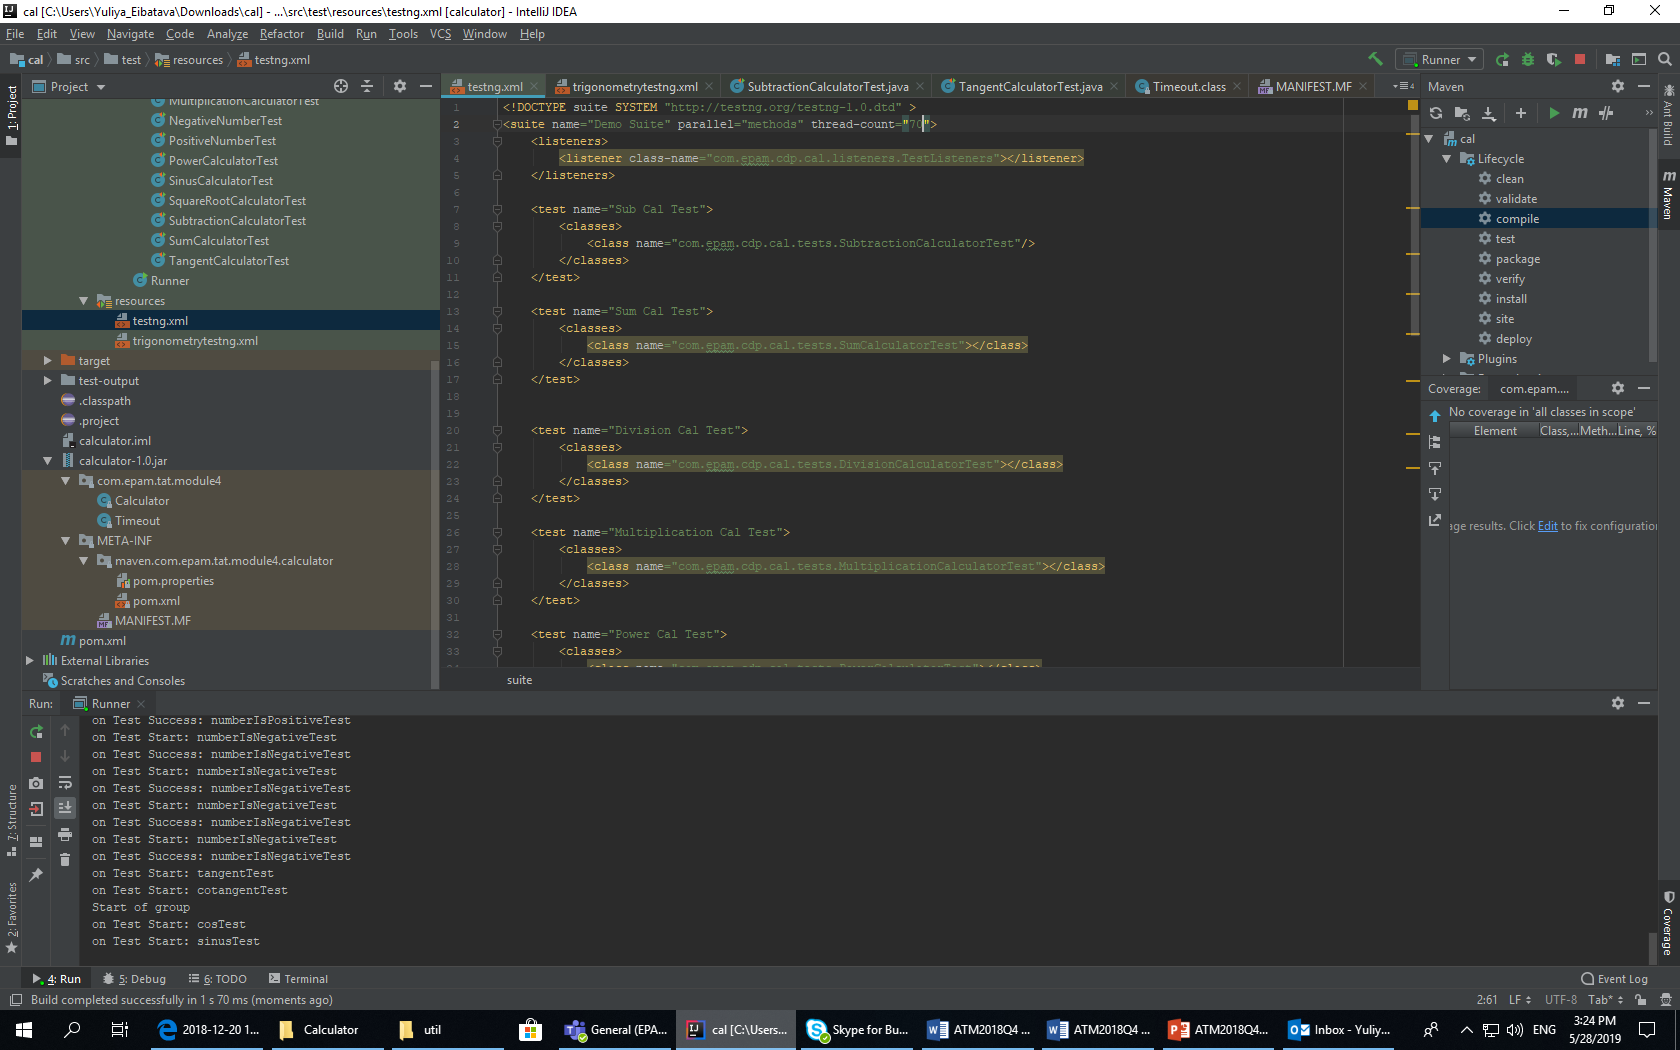 cal [C:\Users\Yuliya_Eibatava\Downloads\cal] - ...\src\test\resources\testng.xml [calculator] - IntelliJ IDEA
File Edit View Navigate Code Analyze Refactor Build Run Tools VCS Window Help
cal src test resources testng.xml
Runner
1: Project
Project
MultiplicationCalculatorTest
NegativeNumberTest
PositiveNumberTest
PowerCalculatorTest
SinusCalculatorTest
SquareRootCalculatorTest
SubtractionCalculatorTest
SumCalculatorTest
TangentCalculatorTest
Runner
resources
testng.xml
trigonometrytestng.xml
target
test-output
.classpath
.project
calculator.iml
calculator-1.0.jar
com.epam.tat.module4
Calculator
Timeout
META-INF
maven.com.epam.tat.module4.calculator
pom.properties
pom.xml
MANIFEST.MF
pom.xml
External Libraries
Scratches and Consoles
testng.xml trigonometrytestng.xml SubtractionCalculatorTest.java TangentCalculatorTest.java Timeout.class MANIFEST.MF
1 <!DOCTYPE suite SYSTEM "http://testng.org/testng-1.0.dtd" >
2 <suite name="Demo Suite" parallel="methods" thread-count="70">
3 <listeners>
4 <listener class-name="com.epam.cdp.cal.listeners.TestListeners"></listener>
5 </listeners>
6
7 <test name="Sub Cal Test">
8 <classes>
9 <class name="com.epam.cdp.cal.tests.SubtractionCalculatorTest"/>
10 </classes>
11 </test>
12
13 <test name="Sum Cal Test">
14 <classes>
15 <class name="com.epam.cdp.cal.tests.SumCalculatorTest"></class>
16 </classes>
17 </test>
18
19
20 <test name="Division Cal Test">
21 <classes>
22 <class name="com.epam.cdp.cal.tests.DivisionCalculatorTest"></class>
23 </classes>
24 </test>
25
26 <test name="Multiplication Cal Test">
27 <classes>
28 <class name="com.epam.cdp.cal.tests.MultiplicationCalculatorTest"></class>
29 </classes>
30 </test>
31
32 <test name="Power Cal Test">
33 <classes>
<class name="com.epam.cdp.cal.tests.PowerCalculatorTest"></class>
suite
Maven
cal
Lifecycle
clean
validate
compile
test
package
verify
install
site
deploy
Plugins
Coverage: com.epam....
No coverage in 'all classes in scope'
Element Class,... Meth... Line, %
age results. Click Edit to fix configuration
Ant Build
Maven
Coverage
Run: Runner
on Test Success: numberIsPositiveTest
on Test Start: numberIsNegativeTest
on Test Success: numberIsNegativeTest
on Test Start: numberIsNegativeTest
on Test Success: numberIsNegativeTest
on Test Start: numberIsNegativeTest
on Test Success: numberIsNegativeTest
on Test Start: numberIsNegativeTest
on Test Success: numberIsNegativeTest
on Test Start: tangentTest
on Test Start: cotangentTest
Start of group
on Test Start: cosTest
on Test Start: sinusTest
7: Structure
2: Favorites
4: Run 5: Debug 6: TODO Terminal Event Log
Build completed successfully in 1 s 70 ms (moments ago) 2:61 LF UTF-8 Tab*
2018-12-20 1... Calculator util General (EPA... cal [C:\Users... Skype for Bu... ATM2018Q4 ... ATM2018Q4 ... ATM2018Q4... Inbox - Yuliy... ENG
3:24 PM
5/28/2019